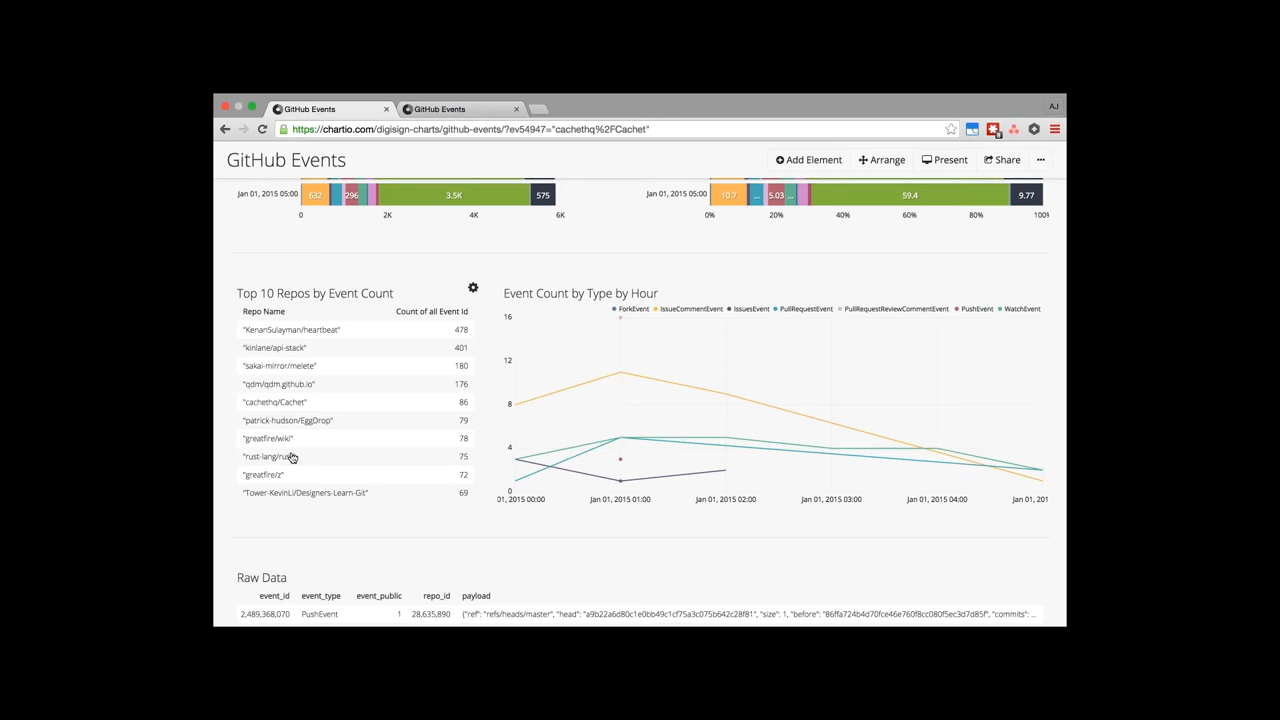 GitHub Events
GitHub Events
AJ
https://chartio.com/digisign-charts/github-events/?ev54947="cachethq%2FCachet"
GitHub Events
Add Element
Arrange
Present
Share
Jan 01, 2015 05:00
632
296
3.5K
575
0
2K
4K
6K
Jan 01, 2015 05:00
10.7
...
5.03
...
59.4
9.77
0%
20%
40%
60%
80%
100%
Top 10 Repos by Event Count
Repo Name Count of all Event Id
"KenanSulayman/heartbeat" 478
"kinlane/api-stack" 401
"sakai-mirror/melete" 180
"qdm/qdm.github.io" 176
"cachethq/Cachet" 86
"patrick-hudson/EggDrop" 79
"greatfire/wiki" 78
"rust-lang/rus 75
"greatfire/z" 72
"Tower-KevinLi/Designers-Learn-Git" 69
Event Count by Type by Hour
ForkEvent IssueCommentEvent IssuesEvent PullRequestEvent PullRequestReviewCommentEvent PushEvent WatchEvent
16
12
8
4
0
01, 2015 00:00
Jan 01, 2015 01:00
Jan 01, 2015 02:00
Jan 01, 2015 03:00
Jan 01, 2015 04:00
Jan 01, 201
Raw Data
event_id event_type event_public repo_id payload
2,489,368,070 PushEvent 1 28,635,890 {"ref": "refs/heads/master", "head": "a9b22a6d80c1e0bb49c1cf75a3c075b642c28f81", "size": 1, "before": "86ffa724b4d70fce46e760f8cc080f5ec3d7d85f", "commits": ...